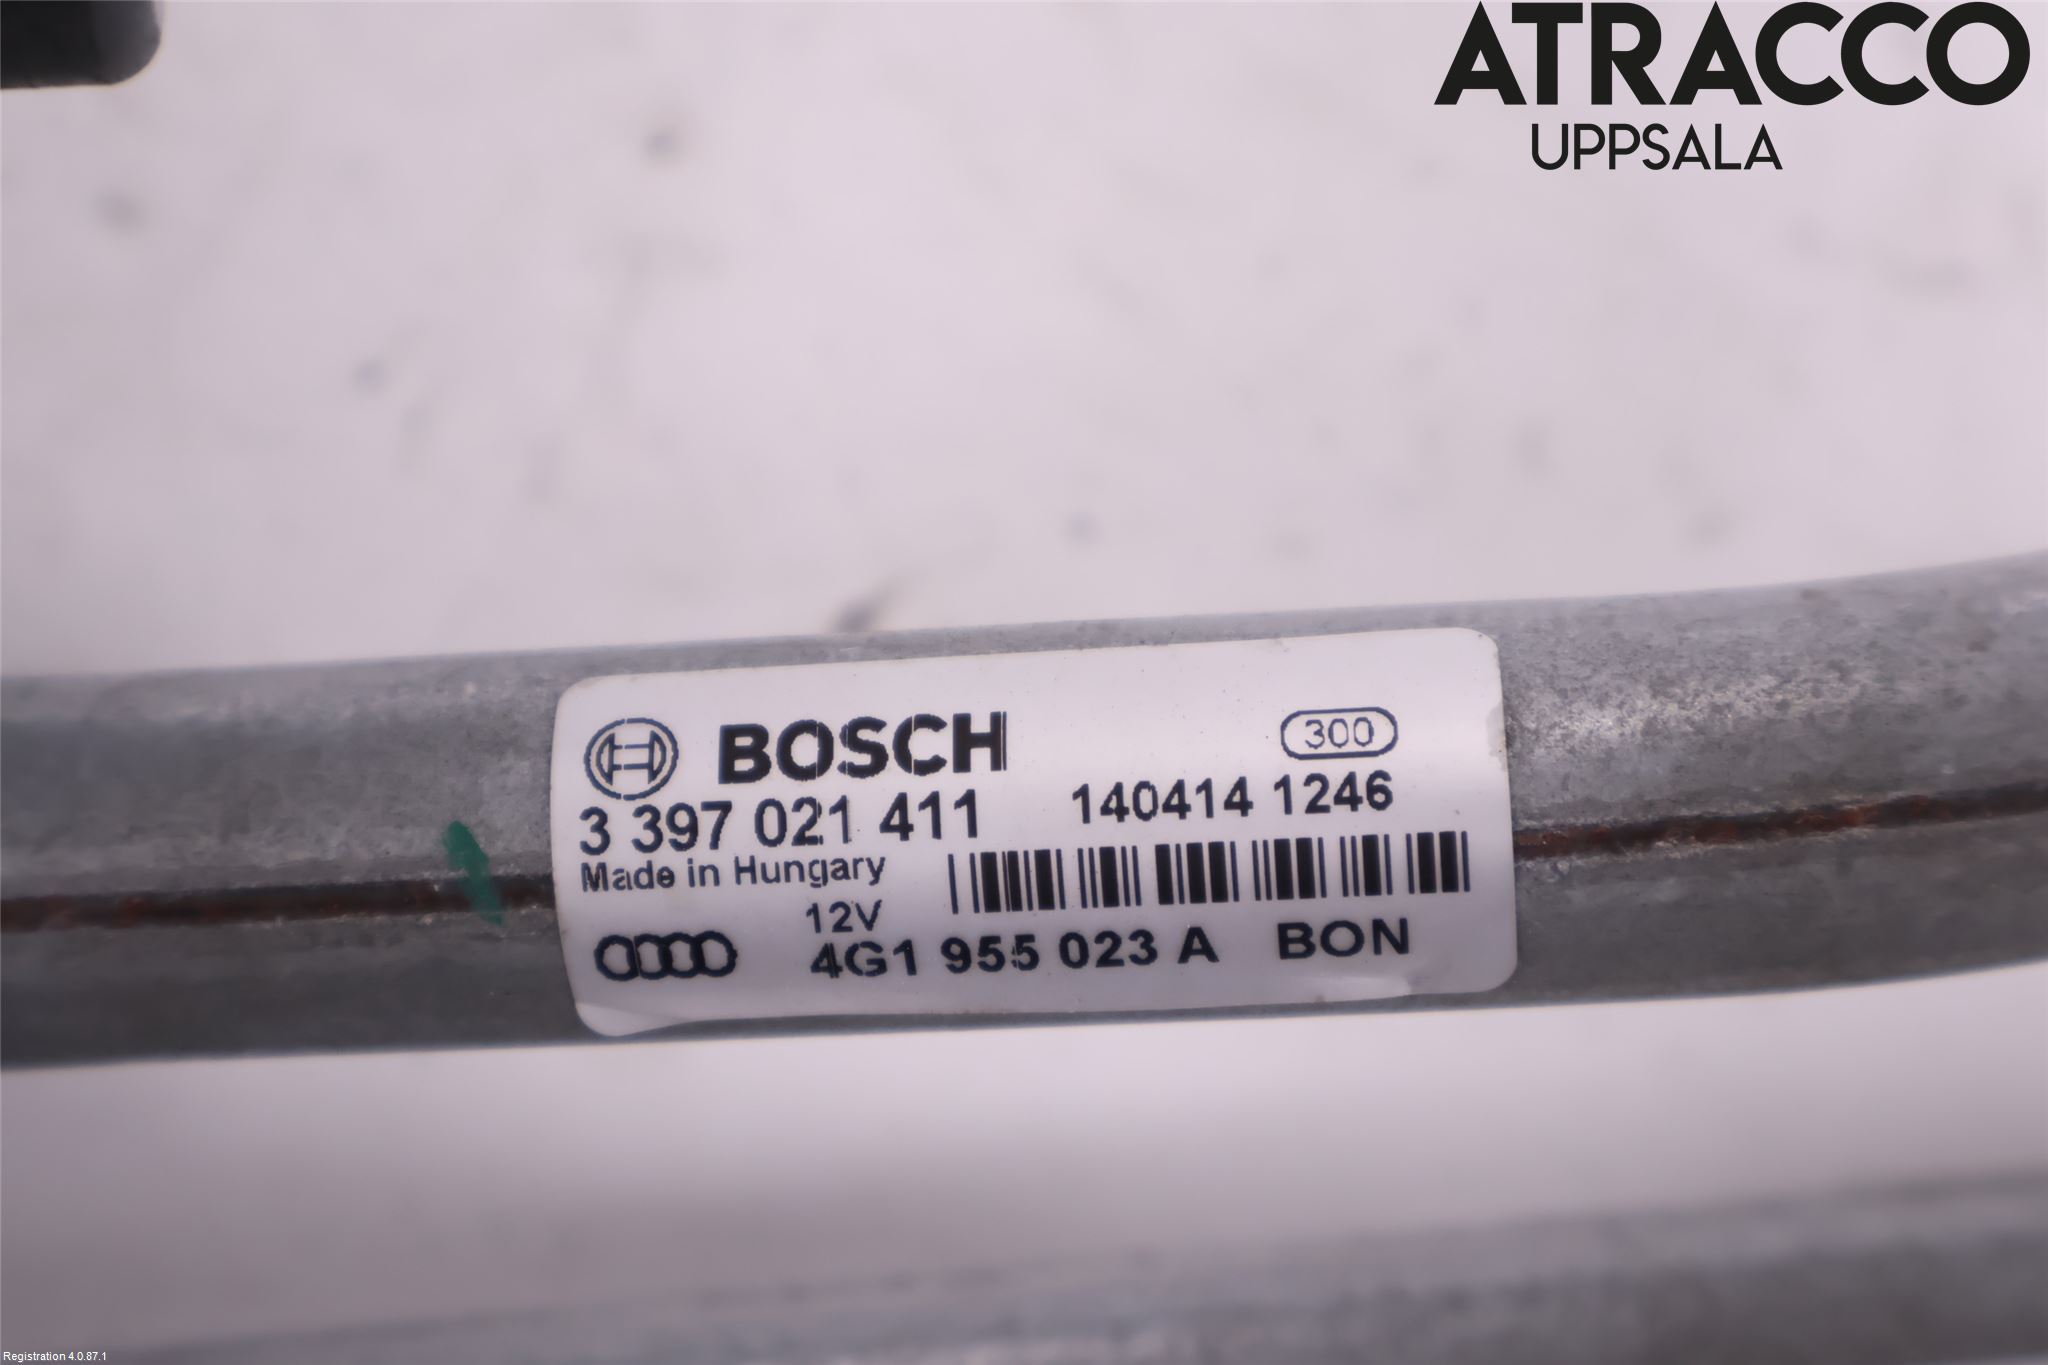 ATRACCO
UPPSALA
BOSCH 300
3 397 021 411 140414 1246
Made in Hungary
12V
4G1 955 023 A BON
Registration 4.0.87.1